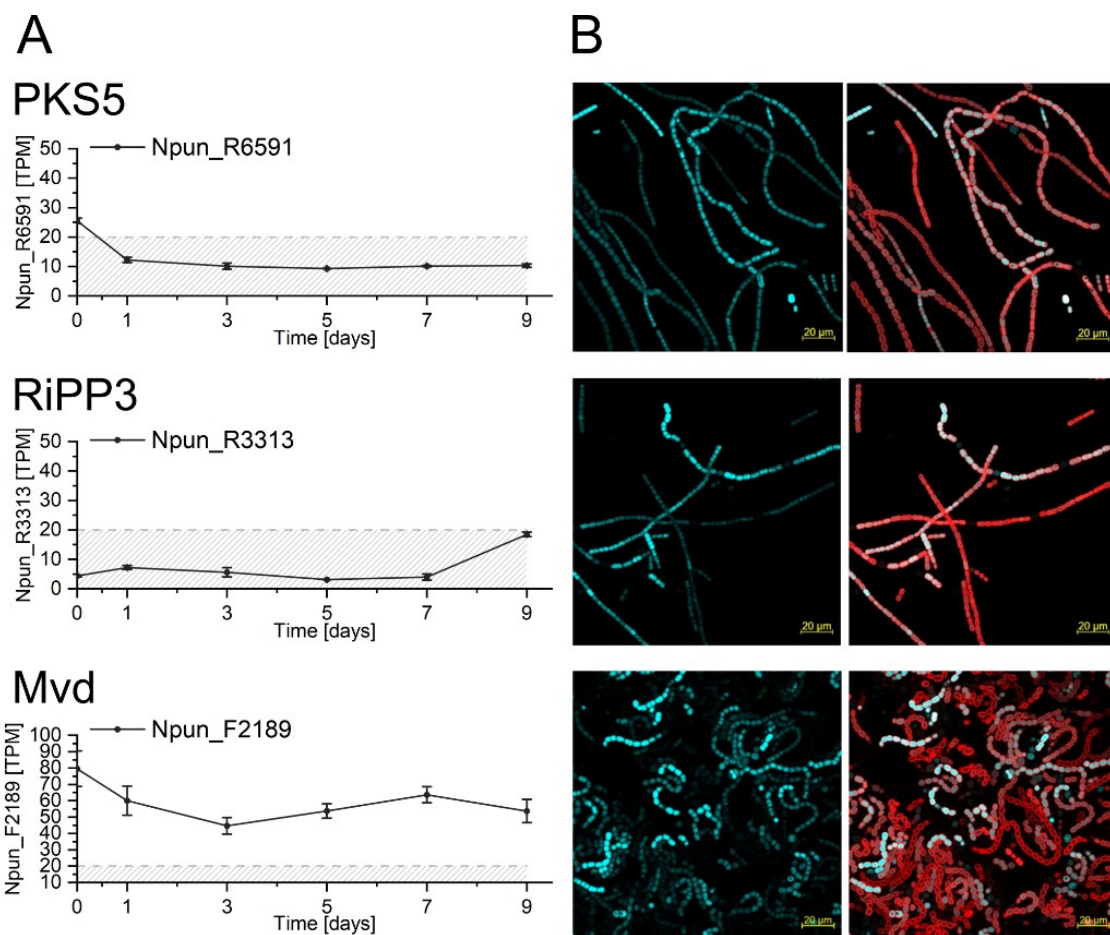 A
B
PKS5
Npun_R6591
Npun_R6591 [TPM]
50
40
30
20
10
0
0 1 3 5 7 9
Time [days]
20 µm
20 µm
RiPP3
Npun_R3313
Npun_R3313 [TPM]
50
40
30
20
10
0
0 1 3 5 7 9
Time [days]
20 µm
20 µm
Mvd
Npun_F2189
Npun_F2189 [TPM]
100
90
80
70
60
50
40
30
20
10
0 1 3 5 7 9
Time [days]
20 µm
20 µm